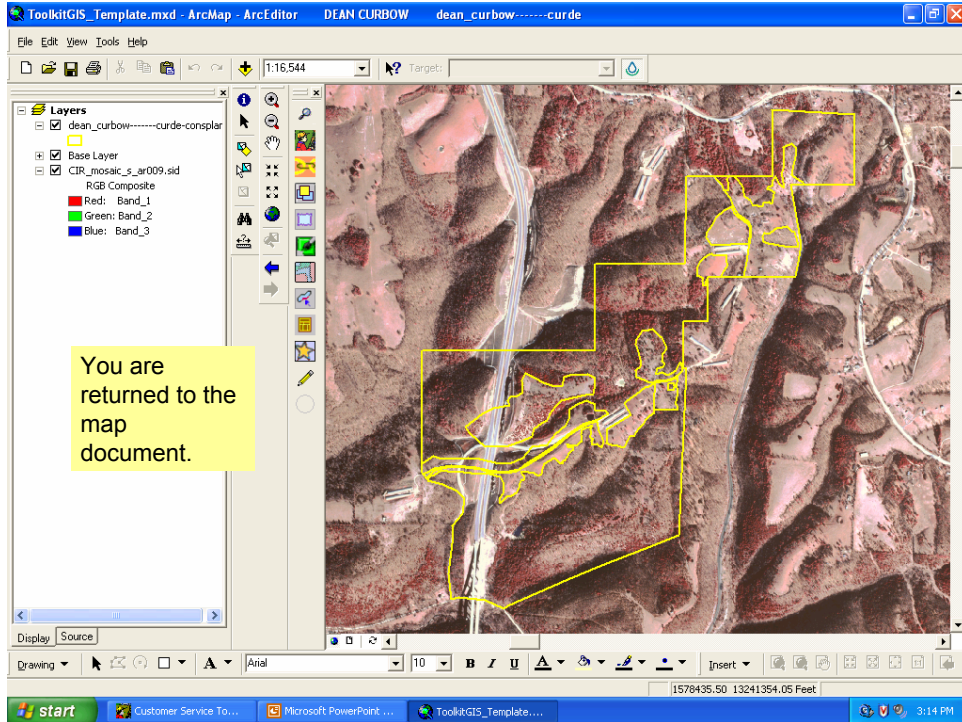 ToolkitGIS_Template.mxd - ArcMap - ArcEditor DEAN CURBOW dean_curbow-------curde
File Edit View Tools Help
1:16,544 Target:
Layers
dean_curbow-------curde-consplar
Base Layer
CIR_mosaic_s_ar009.sid
RGB Composite
Red: Band_1
Green: Band_2
Blue: Band_3
You are
returned to the
map
document.
Display Source
Drawing A Arial 10 B I U A Insert
1578435.50 13241354.05 Feet
start Customer Service To... Microsoft PowerPoint ... ToolkitGIS_Template.... 3:14 PM